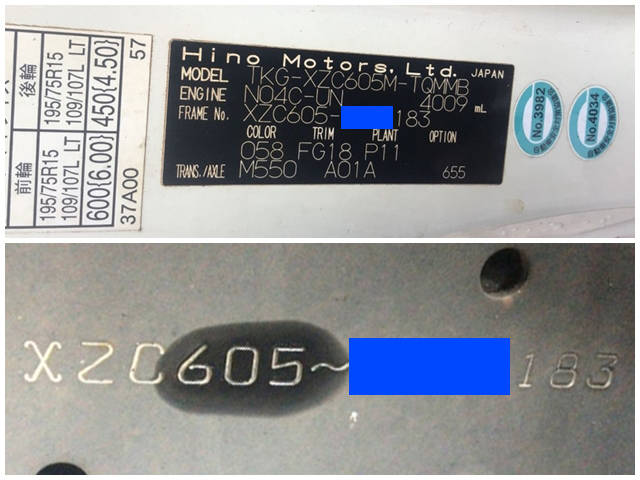 Hino Motors, Ltd. JAPAN
MODEL TKG-XZC605M-TQMMB
ENGINE N04C-UN 4009 mL
FRAME No. XZC605- 183
COLOR TRIM PLANT OPTION
058 FG18 P11
TRANS./AXLE M550 A01A 655
前輪 後輪
195/75R15 195/75R15
109/107L LT 109/107L LT
600{6.00} 450{4.50}
37A00 57
No.3982
No.4034
XZC605~ 183